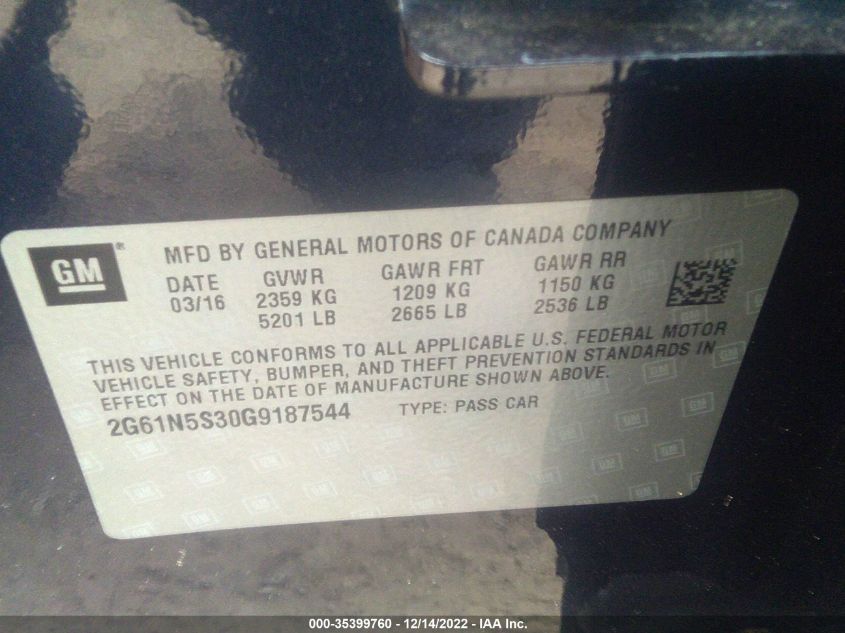 GM ®
MFD BY GENERAL MOTORS OF CANADA COMPANY
DATE GVWR GAWR FRT GAWR RR
03/16 2359 KG 1209 KG 1150 KG
5201 LB 2665 LB 2536 LB
THIS VEHICLE CONFORMS TO ALL APPLICABLE U.S. FEDERAL MOTOR
VEHICLE SAFETY, BUMPER, AND THEFT PREVENTION STANDARDS IN
EFFECT ON THE DATE OF MANUFACTURE SHOWN ABOVE.
2G61N5S30G9187544 TYPE: PASS CAR
000-35399760 - 12/14/2022 - IAA Inc.